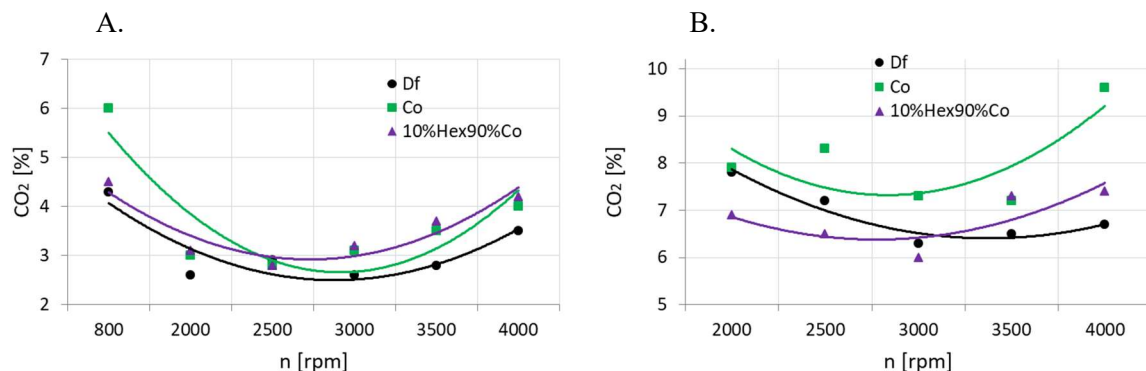 A.
CO₂ [%]
7
6
5
4
3
2
Df
Co
10%Hex90%Co
800 2000 2500 3000 3500 4000
n [rpm]
B.
CO₂ [%]
10
9
8
7
6
5
Df
Co
10%Hex90%Co
2000 2500 3000 3500 4000
n [rpm]